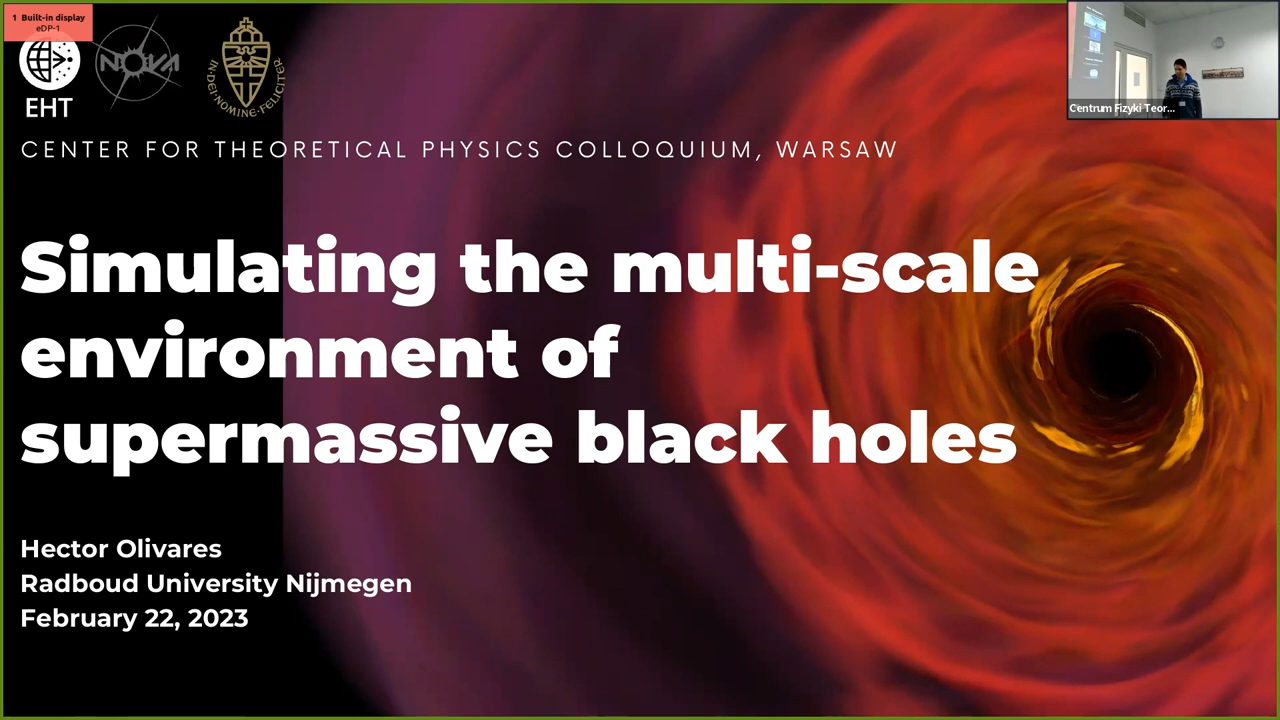 1 Built-in display
eDP-1
EHT
NOVA
IN·DEI·NOMINE·FELICITER
Centrum Fizyki Teor...
CENTER FOR THEORETICAL PHYSICS COLLOQUIUM, WARSAW
Simulating the multi-scale
environment of
supermassive black holes
Hector Olivares
Radboud University Nijmegen
February 22, 2023